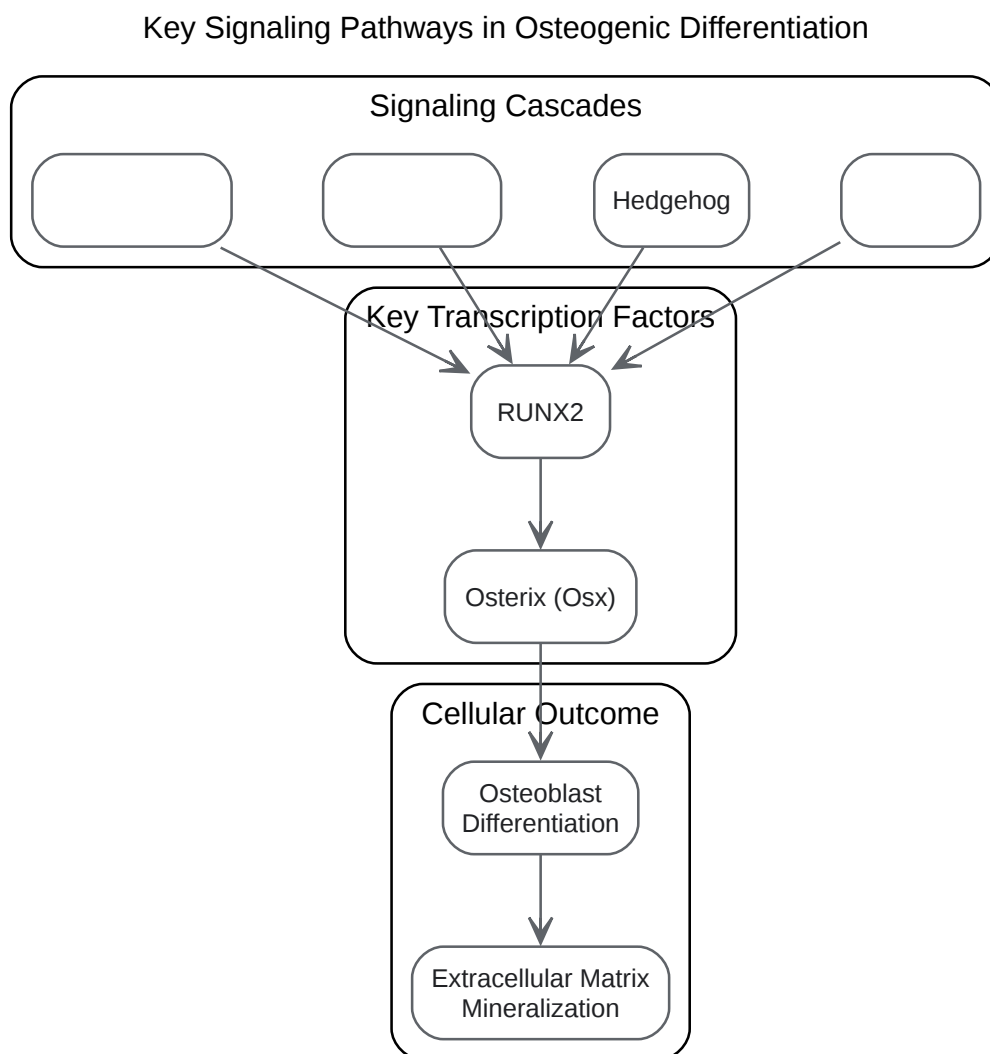 Key Signaling Pathways in Osteogenic Differentiation
Signaling Cascades
Hedgehog
Key Transcription Factors
RUNX2
Osterix (Osx)
Cellular Outcome
Osteoblast
Differentiation
Extracellular Matrix
Mineralization